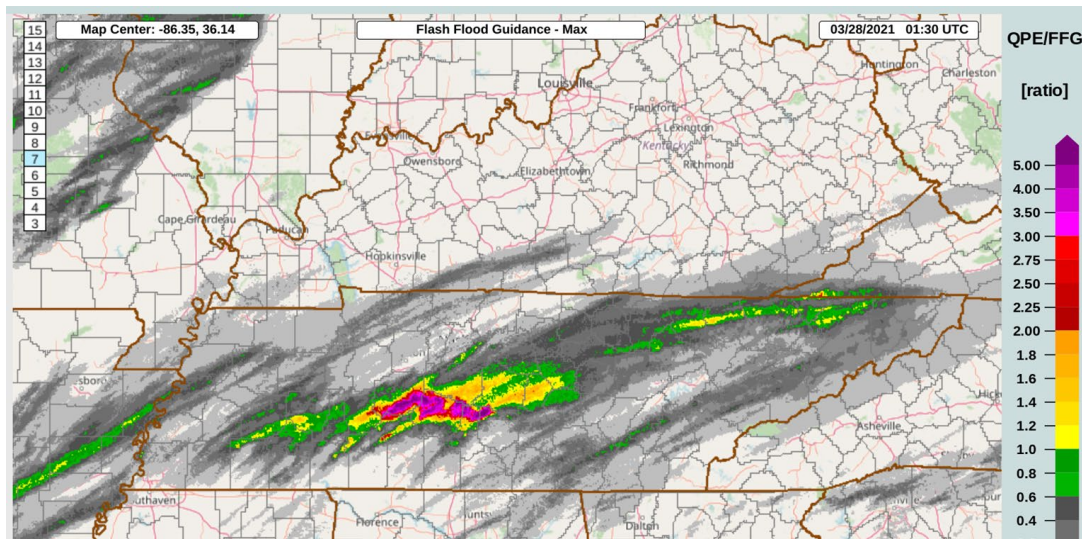 Map Center: -86.35, 36.14
Flash Flood Guidance - Max
03/28/2021 01:30 UTC
QPE/FFG
[ratio]
15
14
13
12
11
10
9
8
7
6
5
4
3
Huntington
Charleston
Louisville
Frankfort
Lexington
Kentucky
Richmond
Owensboro
Elizabethtown
Cape Girardeau
Paducah
Hopkinsville
Asheville
Florence
Dalton
5.00
4.00
3.50
3.00
2.75
2.50
2.25
2.00
1.8
1.6
1.4
1.2
1.0
0.8
0.6
0.4